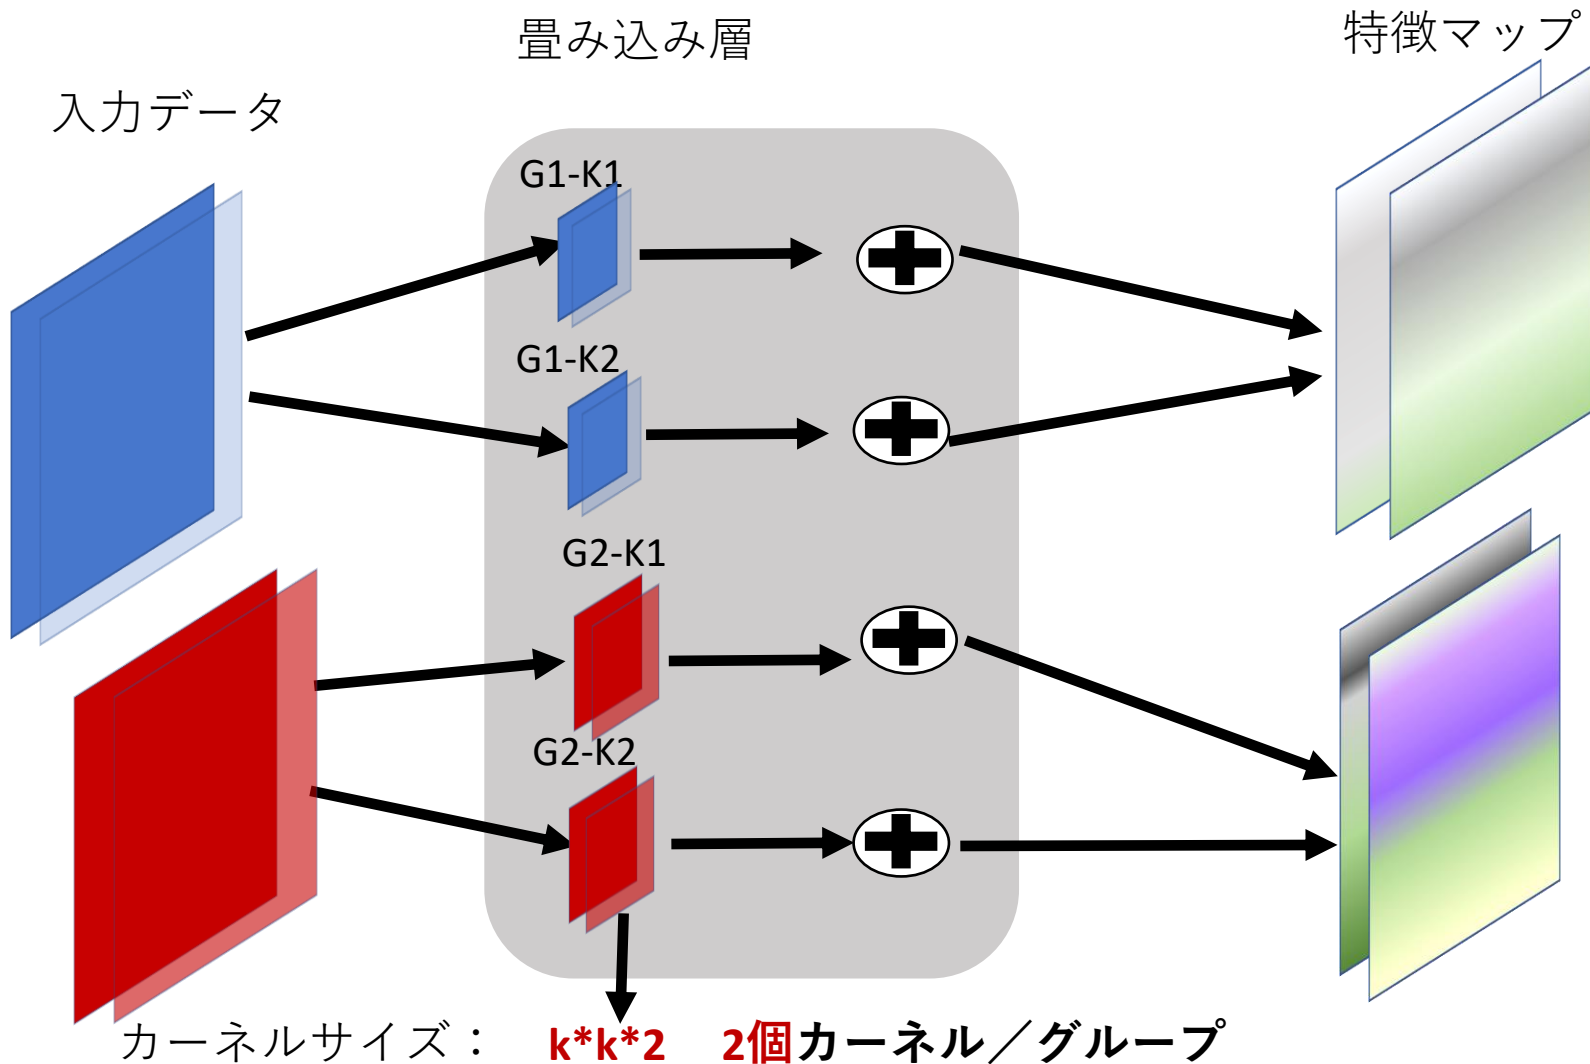 畳み込み層
特徴マップ
入力データ
G1-K1
G1-K2
G2-K1
G2-K2
カーネルサイズ： k*k*2 2個カーネル／グループ